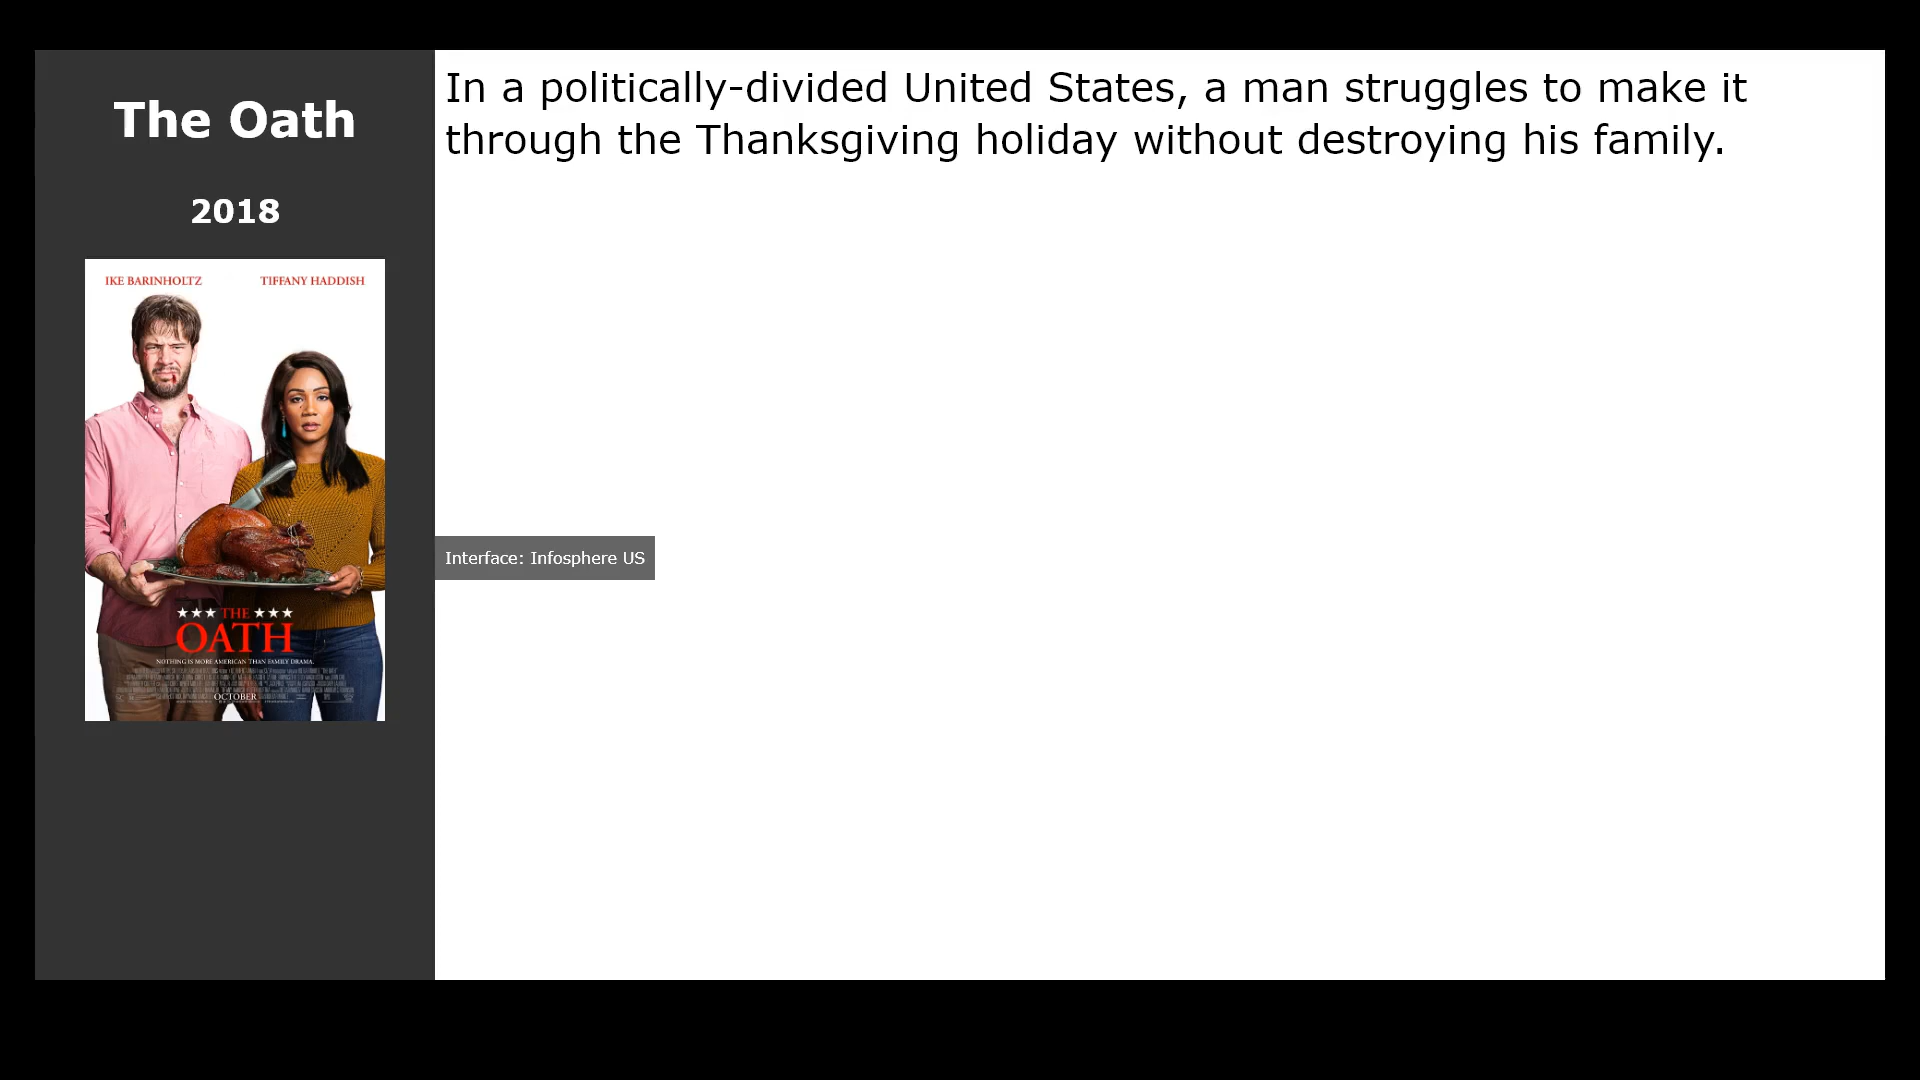 The Oath
2018
IKE BARINHOLTZ TIFFANY HADDISH
★★★ THE ★★★
OATH
NOTHING IS MORE AMERICAN THAN FAMILY DRAMA.
OCTOBER
In a politically-divided United States, a man struggles to make it
through the Thanksgiving holiday without destroying his family.
Interface: Infosphere US